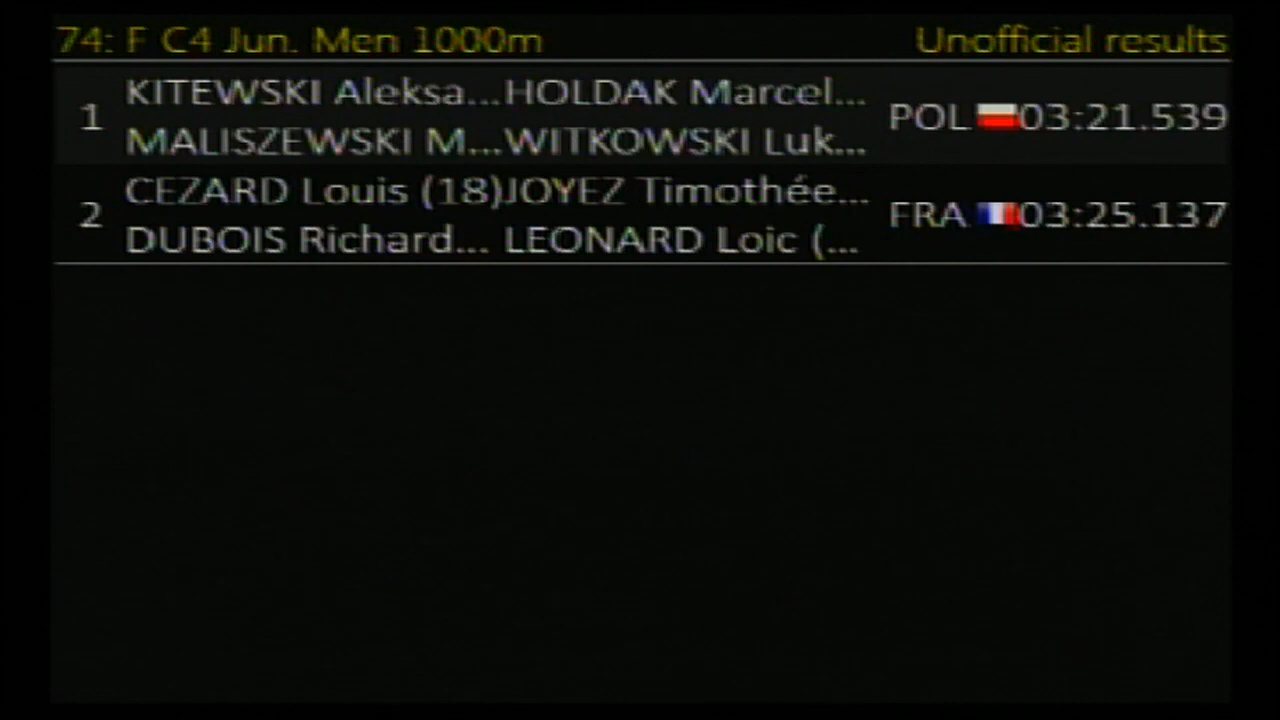 74: F C4 Jun. Men 1000m Unofficial results
1 KITEWSKI Aleksa... HOLDAK Marcel... POL 03:21.539
MALISZEWSKI M... WITKOWSKI Luk...
2 CEZARD Louis (18) JOYEZ Timothée... FRA 03:25.137
DUBOIS Richard... LEONARD Loic (...